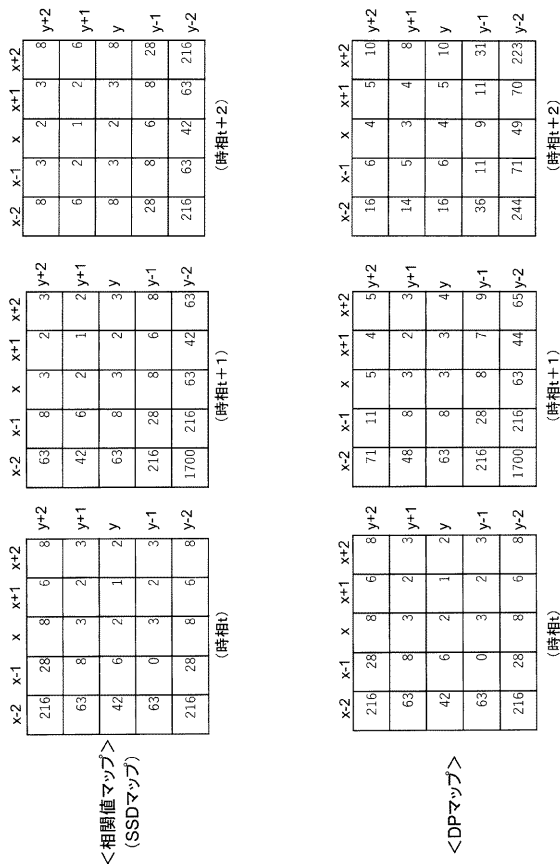 <相関値マップ>
(SSDマップ)
x-2 x-1 x x+1 x+2
216 28 8 6 8 y+2
63 8 3 2 3 y+1
42 6 2 1 2 y
63 0 3 2 3 y-1
216 28 8 6 8 y-2
(時相t)
x-2 x-1 x x+1 x+2
63 8 3 2 3 y+2
42 6 2 1 2 y+1
63 8 3 2 3 y
216 28 8 6 8 y-1
1700 216 63 42 63 y-2
(時相t+1)
x-2 x-1 x x+1 x+2
8 3 2 3 8 y+2
6 2 1 2 6 y+1
8 3 2 3 8 y
28 8 6 8 28 y-1
216 63 42 63 216 y-2
(時相t+2)
<DPマップ>
x-2 x-1 x x+1 x+2
216 28 8 6 8 y+2
63 8 3 2 3 y+1
42 6 2 1 2 y
63 0 3 2 3 y-1
216 28 8 6 8 y-2
(時相t)
x-2 x-1 x x+1 x+2
71 11 5 4 5 y+2
48 8 3 2 3 y+1
63 8 3 3 4 y
216 28 8 7 9 y-1
1700 216 63 44 65 y-2
(時相t+1)
x-2 x-1 x x+1 x+2
16 6 4 5 10 y+2
14 5 3 4 8 y+1
16 6 4 5 10 y
36 11 9 11 31 y-1
244 71 49 70 223 y-2
(時相t+2)